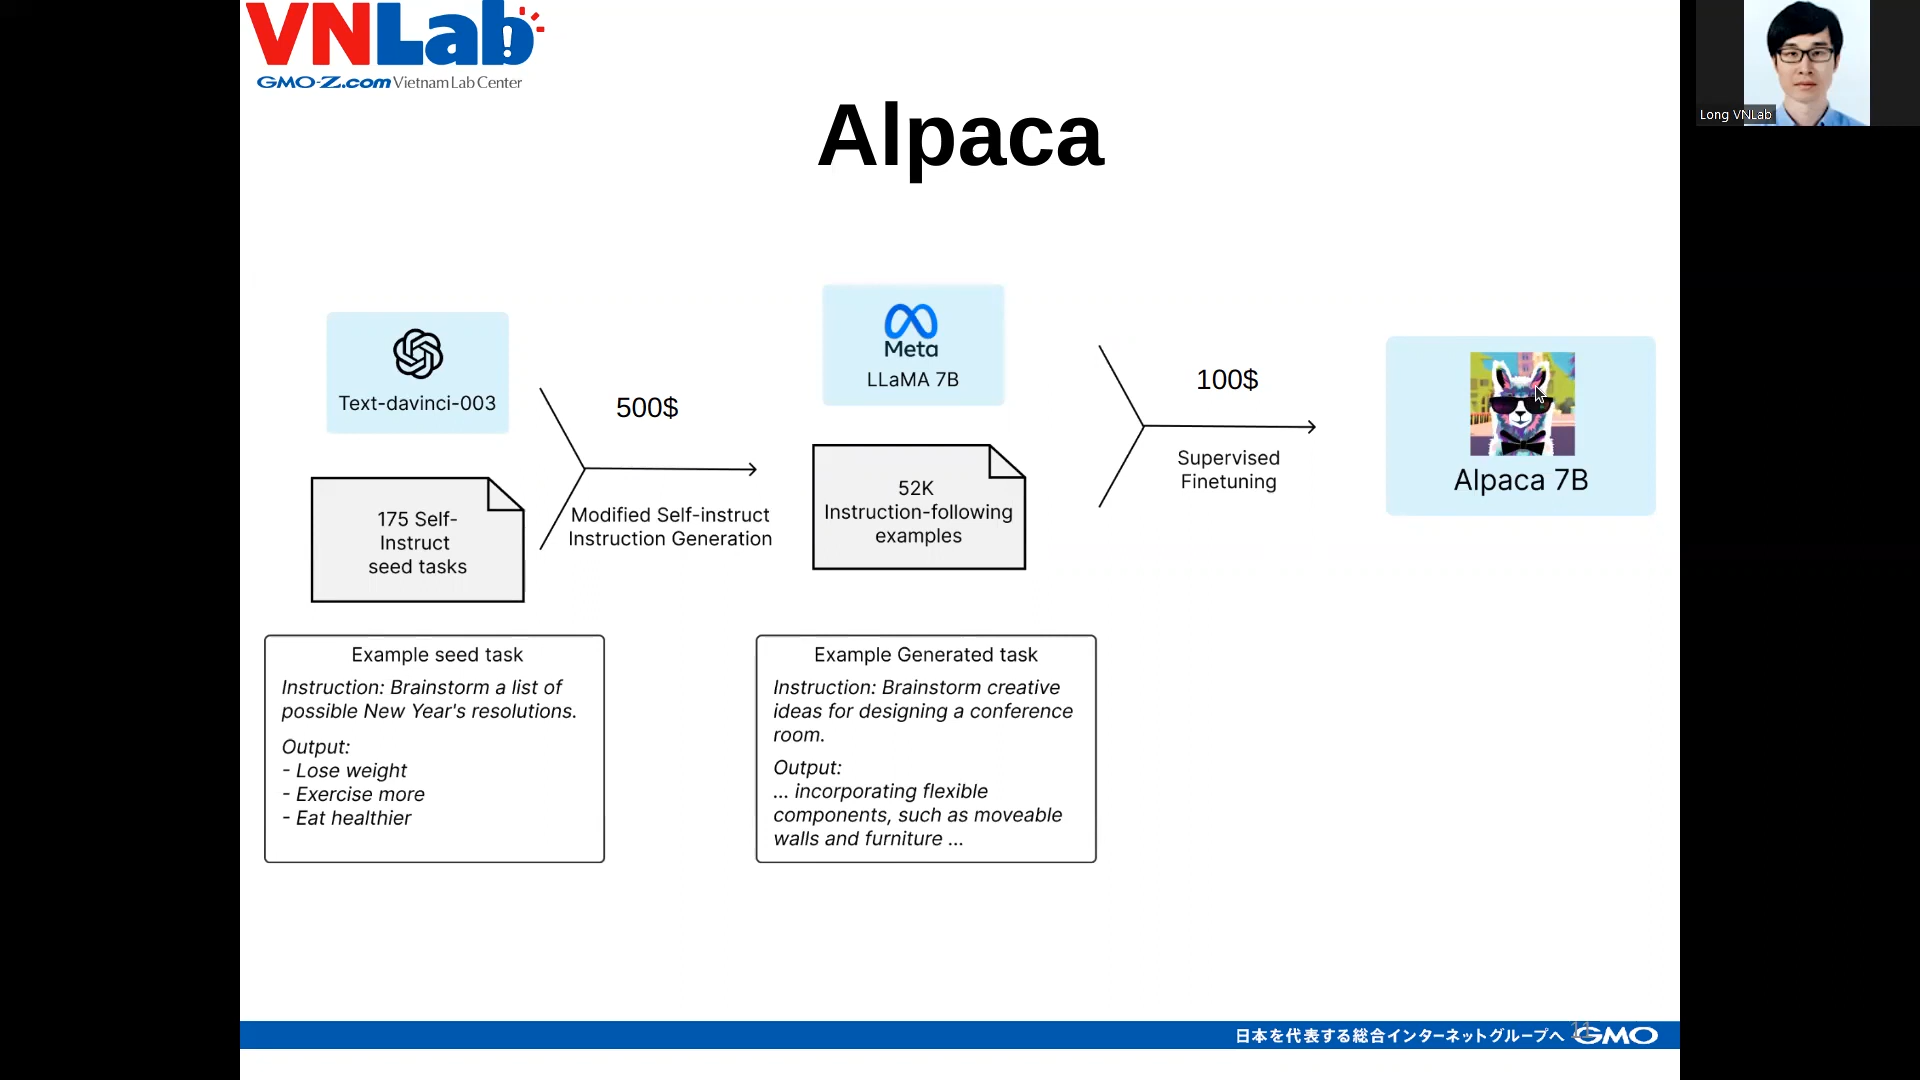 VNLab!
GMO-Z.com Vietnam Lab Center
Long VNLab
Alpaca
Text-davinci-003
175 Self-
Instruct
seed tasks
500$
Modified Self-instruct
Instruction Generation
Meta
LLaMA 7B
52K
Instruction-following
examples
100$
Supervised
Finetuning
Alpaca 7B
Example seed task
Instruction: Brainstorm a list of
possible New Year's resolutions.
Output:
- Lose weight
- Exercise more
- Eat healthier
Example Generated task
Instruction: Brainstorm creative
ideas for designing a conference
room.
Output:
... incorporating flexible
components, such as moveable
walls and furniture ...
日本を代表する総合インターネットグループへ GMO
11